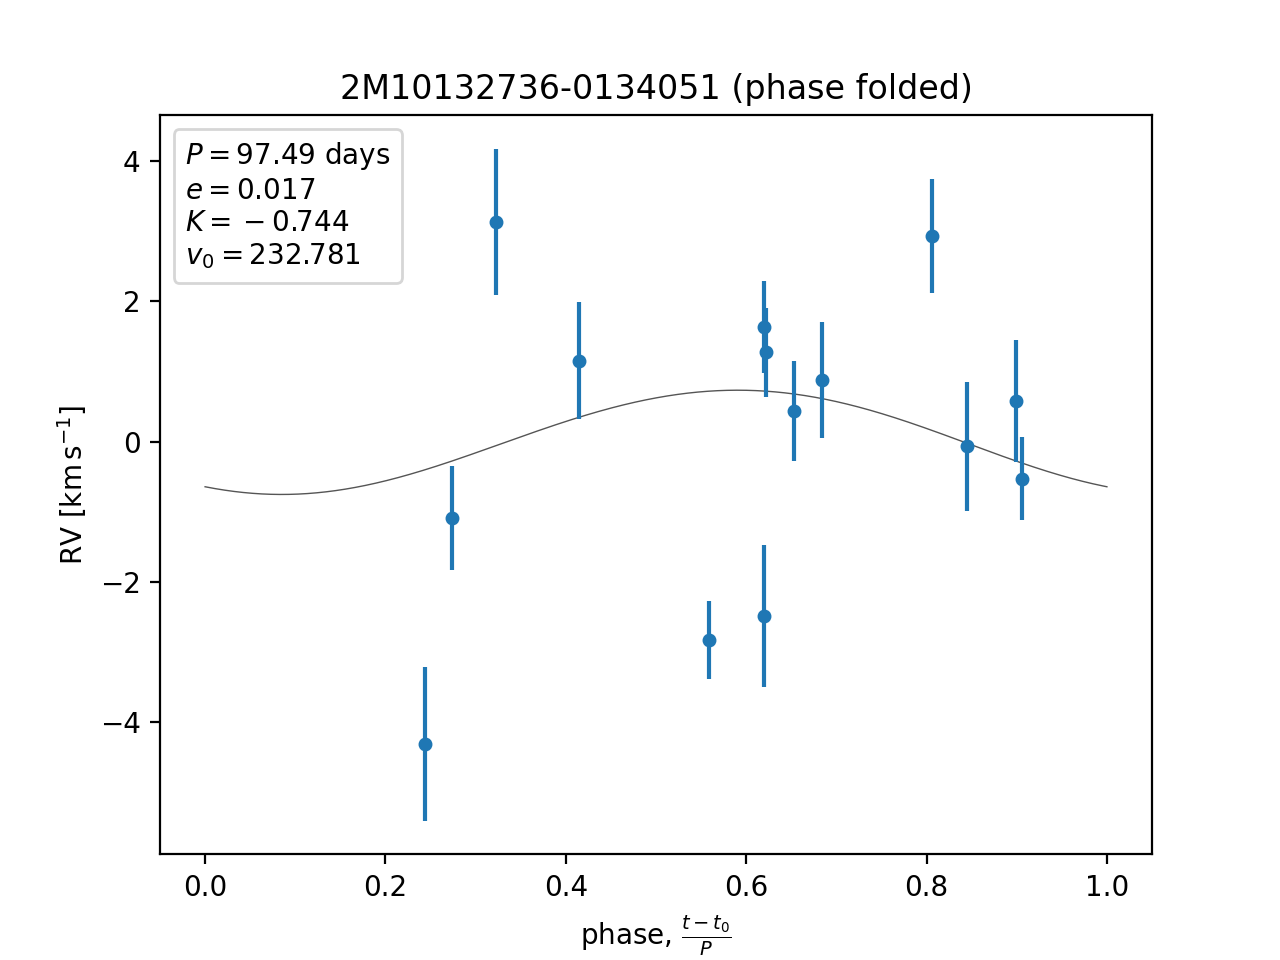 2M10132736-0134051 (phase folded)
P = 97.49 days
e = 0.017
K = −0.744
v₀ = 232.781
4
2
0
−2
−4
RV [km s⁻¹]
0.0 0.2 0.4 0.6 0.8 1.0
phase, (t − t₀)/P